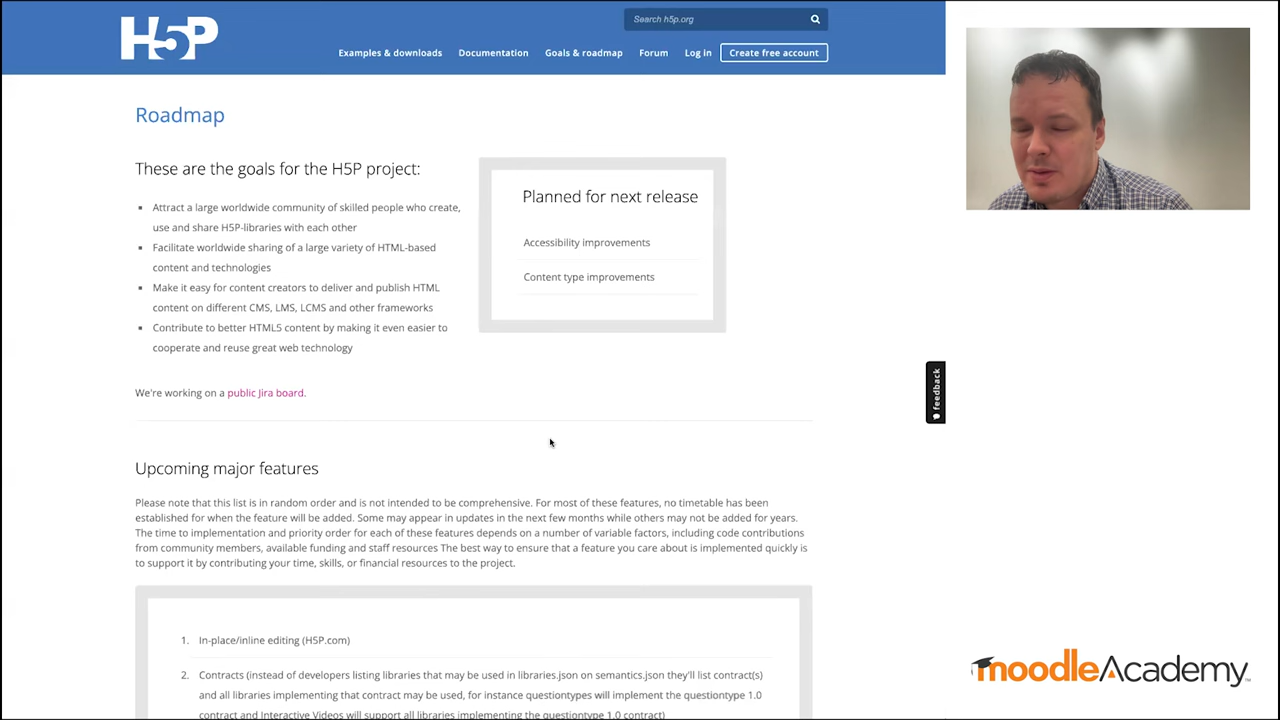 H5P
Search h5p.org
Examples & downloads
Documentation
Goals & roadmap
Forum
Log in
Create free account
Roadmap
These are the goals for the H5P project:
Attract a large worldwide community of skilled people who create,
use and share H5P-libraries with each other
Facilitate worldwide sharing of a large variety of HTML-based
content and technologies
Make it easy for content creators to deliver and publish HTML
content on different CMS, LMS, LCMS and other frameworks
Contribute to better HTML5 content by making it even easier to
cooperate and reuse great web technology
Planned for next release
Accessibility improvements
Content type improvements
We're working on a public Jira board.
feedback
Upcoming major features
Please note that this list is in random order and is not intended to be comprehensive. For most of these features, no timetable has been
established for when the feature will be added. Some may appear in updates in the next few months while others may not be added for years.
The time to implementation and priority order for each of these features depends on a number of variable factors, including code contributions
from community members, available funding and staff resources The best way to ensure that a feature you care about is implemented quickly is
to support it by contributing your time, skills, or financial resources to the project.
1. In-place/inline editing (H5P.com)
2. Contracts (instead of developers listing libraries that may be used in libraries.json on semantics.json they'll list contract(s)
and all libraries implementing that contract may be used, for instance questiontypes will implement the questiontype 1.0
contract and Interactive Videos will support all libraries implementing the questiontype 1.0 contract)
moodleAcademy